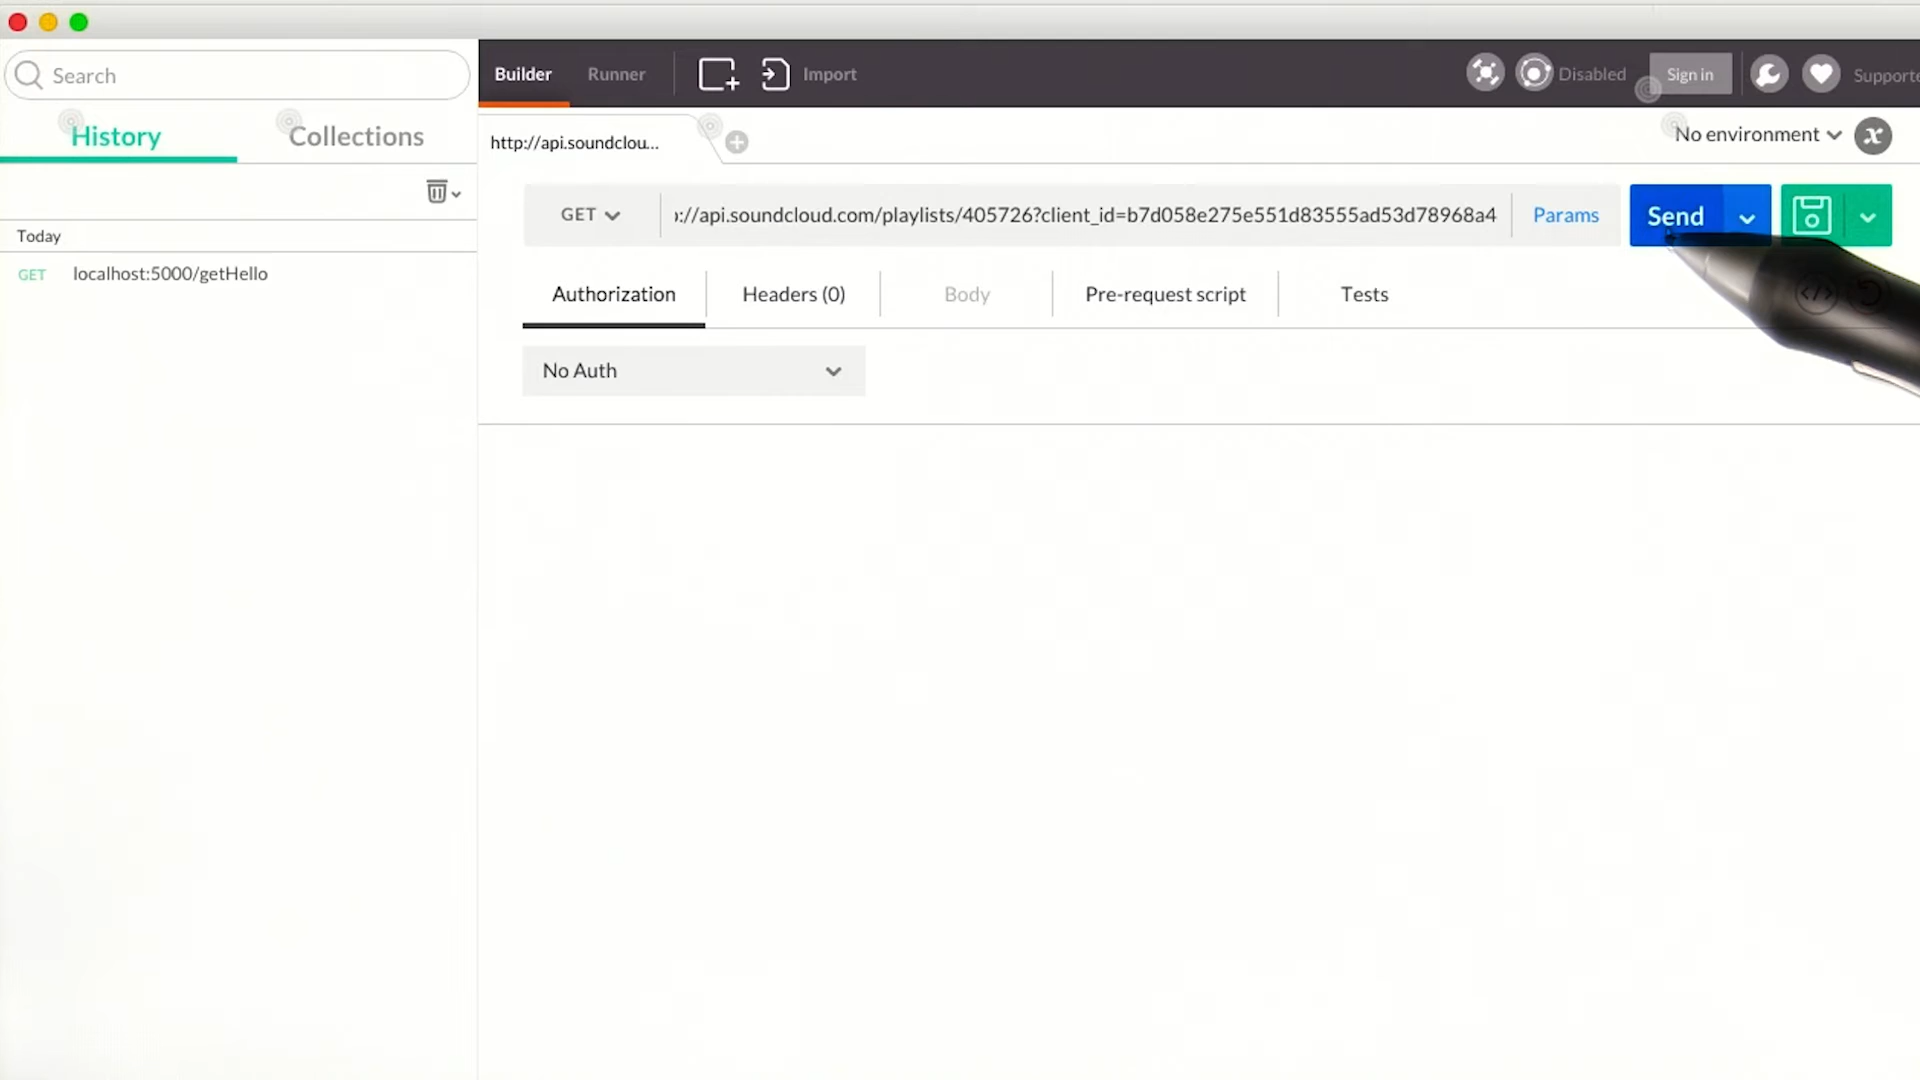 Search
Builder
Runner
Import
Disabled
Sign in
History
Collections
http://api.soundclou...
No environment
GET
://api.soundcloud.com/playlists/405726?client_id=b7d058e275e551d83555ad53d78968a4
Params
Send
Today
GET localhost:5000/getHello
Authorization
Headers (0)
Body
Pre-request script
Tests
No Auth